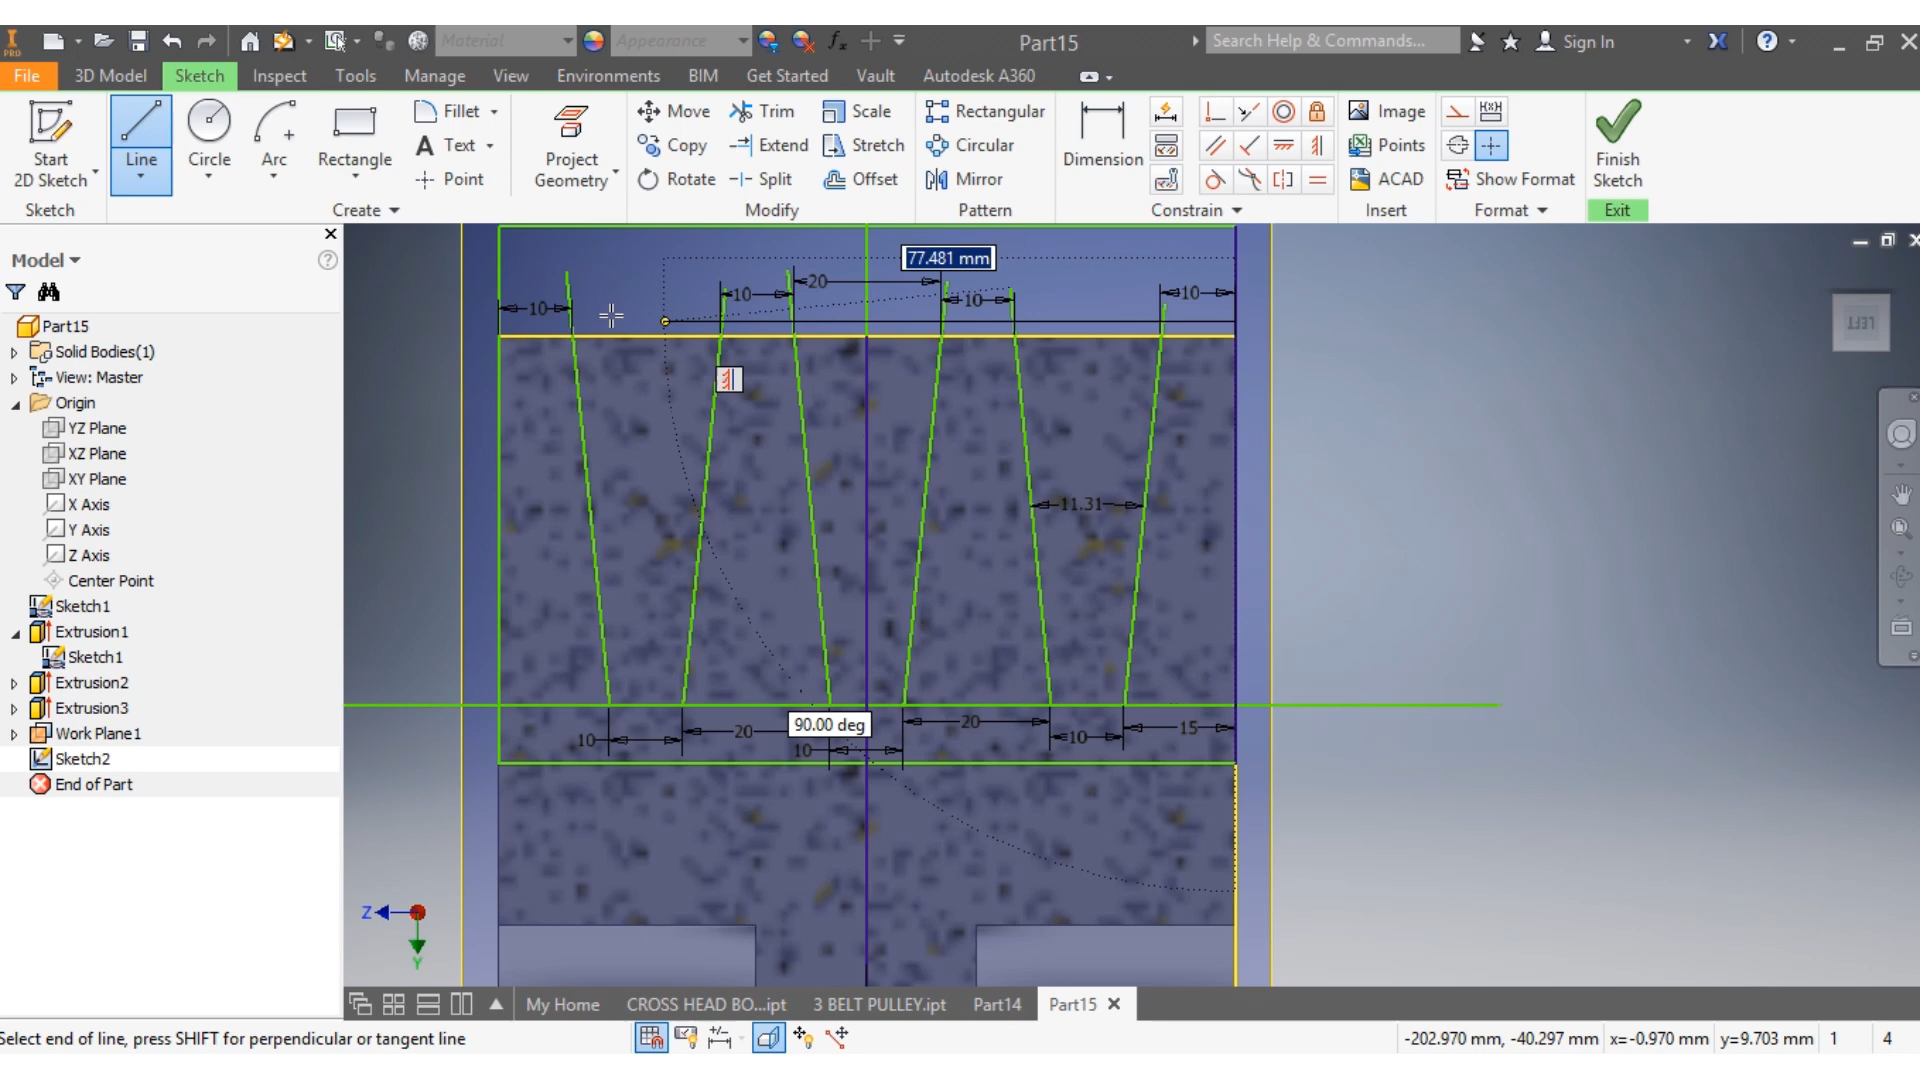 PRO
Material
Appearance
fx
Part15
Search Help & Commands...
Sign In
File
3D Model
Sketch
Inspect
Tools
Manage
View
Environments
BIM
Get Started
Vault
Autodesk A360
Start
2D Sketch
Line
Circle
Arc
Rectangle
Fillet
Text
Point
Project
Geometry
Move
Copy
Rotate
Trim
Extend
Split
Scale
Stretch
Offset
Rectangular
Circular
Mirror
Dimension
Image
Points
ACAD
Show Format
Finish
Sketch
Sketch
Create
Modify
Pattern
Constrain
Insert
Format
Exit
Model
Part15
Solid Bodies(1)
View: Master
Origin
YZ Plane
XZ Plane
XY Plane
X Axis
Y Axis
Z Axis
Center Point
Sketch1
Extrusion1
Sketch1
Extrusion2
Extrusion3
Work Plane1
Sketch2
End of Part
77.481 mm
10
10
20
10
10
11.31
90.00 deg
10
20
10
20
10
15
LEFT
Z
Y
My Home
CROSS HEAD BO...ipt
3 BELT PULLEY.ipt
Part14
Part15
Select end of line, press SHIFT for perpendicular or tangent line
-202.970 mm, -40.297 mm
x=-0.970 mm
y=9.703 mm
1
4